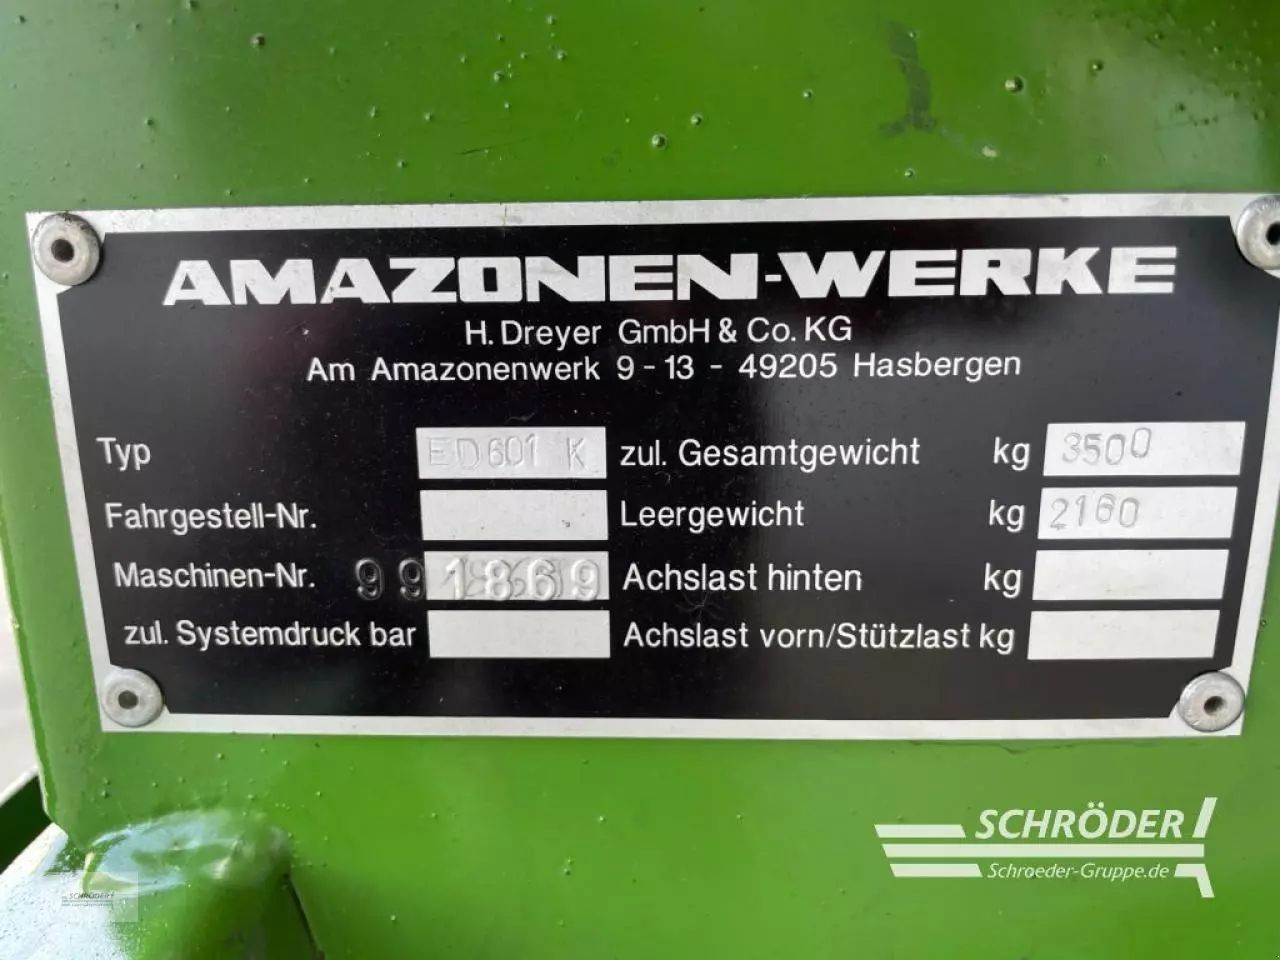 AMAZONEN-WERKE
H. Dreyer GmbH & Co. KG
Am Amazonenwerk 9 - 13 - 49205 Hasbergen
Typ ED601 K zul. Gesamtgewicht kg 3500
Fahrgestell-Nr. Leergewicht kg 2160
Maschinen-Nr. 991869 Achslast hinten kg
zul. Systemdruck bar Achslast vorn/Stützlast kg
SCHRÖDER
Schroeder-Gruppe.de
SCHRÖDER